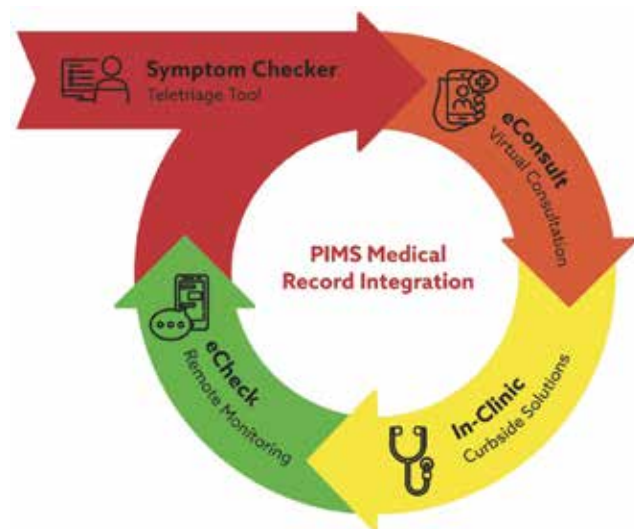 Symptom Checker
Teletriage Tool
eConsult
Virtual Consultation
PIMS Medical
Record Integration
In-Clinic
Curbside Solutions
eCheck
Remote Monitoring